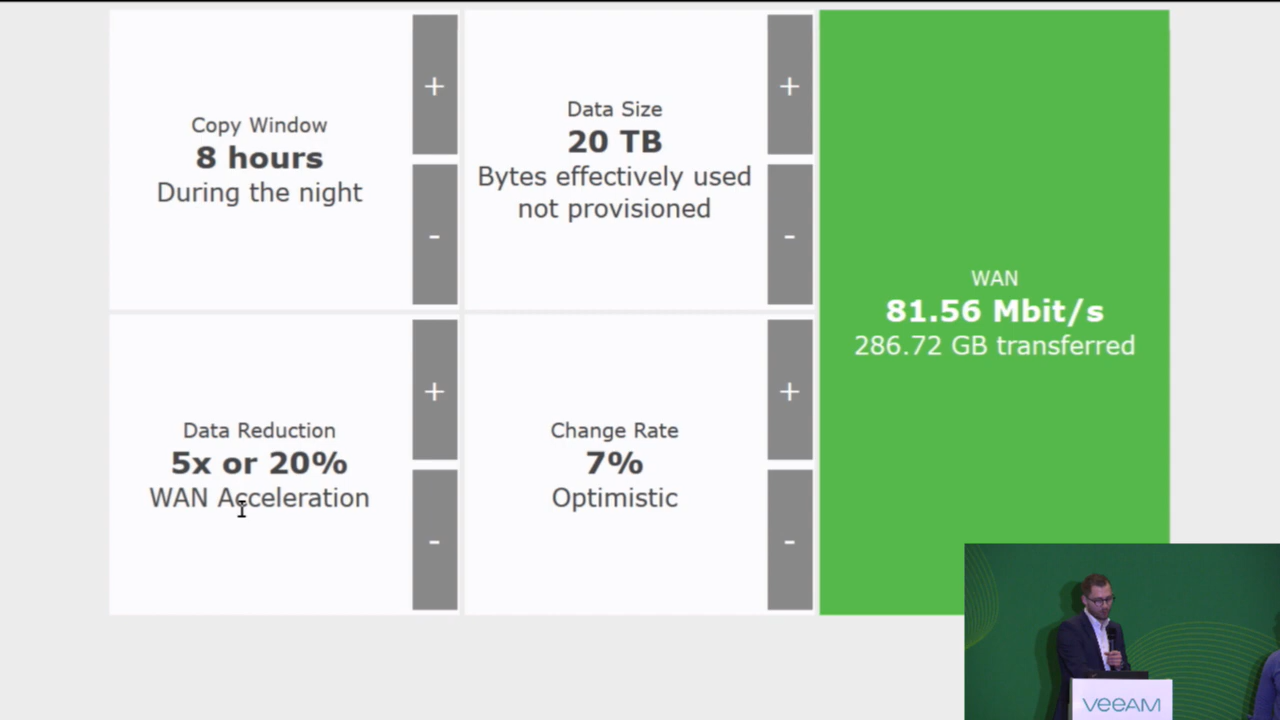 Copy Window
8 hours
During the night
+
-
Data Size
20 TB
Bytes effectively used
not provisioned
+
-
WAN
81.56 Mbit/s
286.72 GB transferred
Data Reduction
5x or 20%
WAN Acceleration
+
-
Change Rate
7%
Optimistic
+
-
veeAM